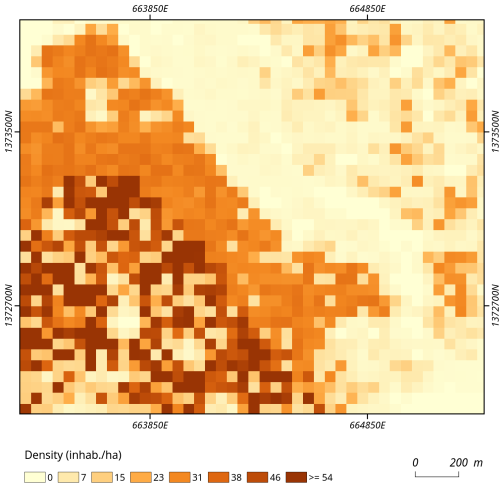 663850E 664850E
1373500N 1373500N
1372700N 1372700N
663850E 664850E
Density (inhab./ha)
0 7 15 23 31 38 46 >= 54
0 200 m